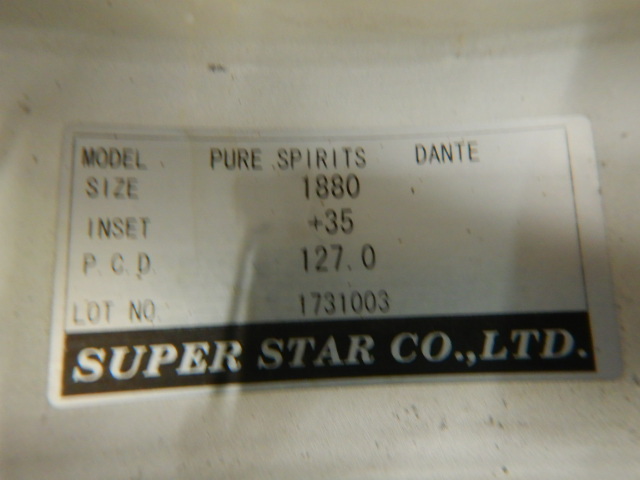 MODEL PURE SPIRITS DANTE
SIZE 1880
INSET +35
P.C.D. 127.0
LOT NO. 1731003
SUPER STAR CO.,LTD.